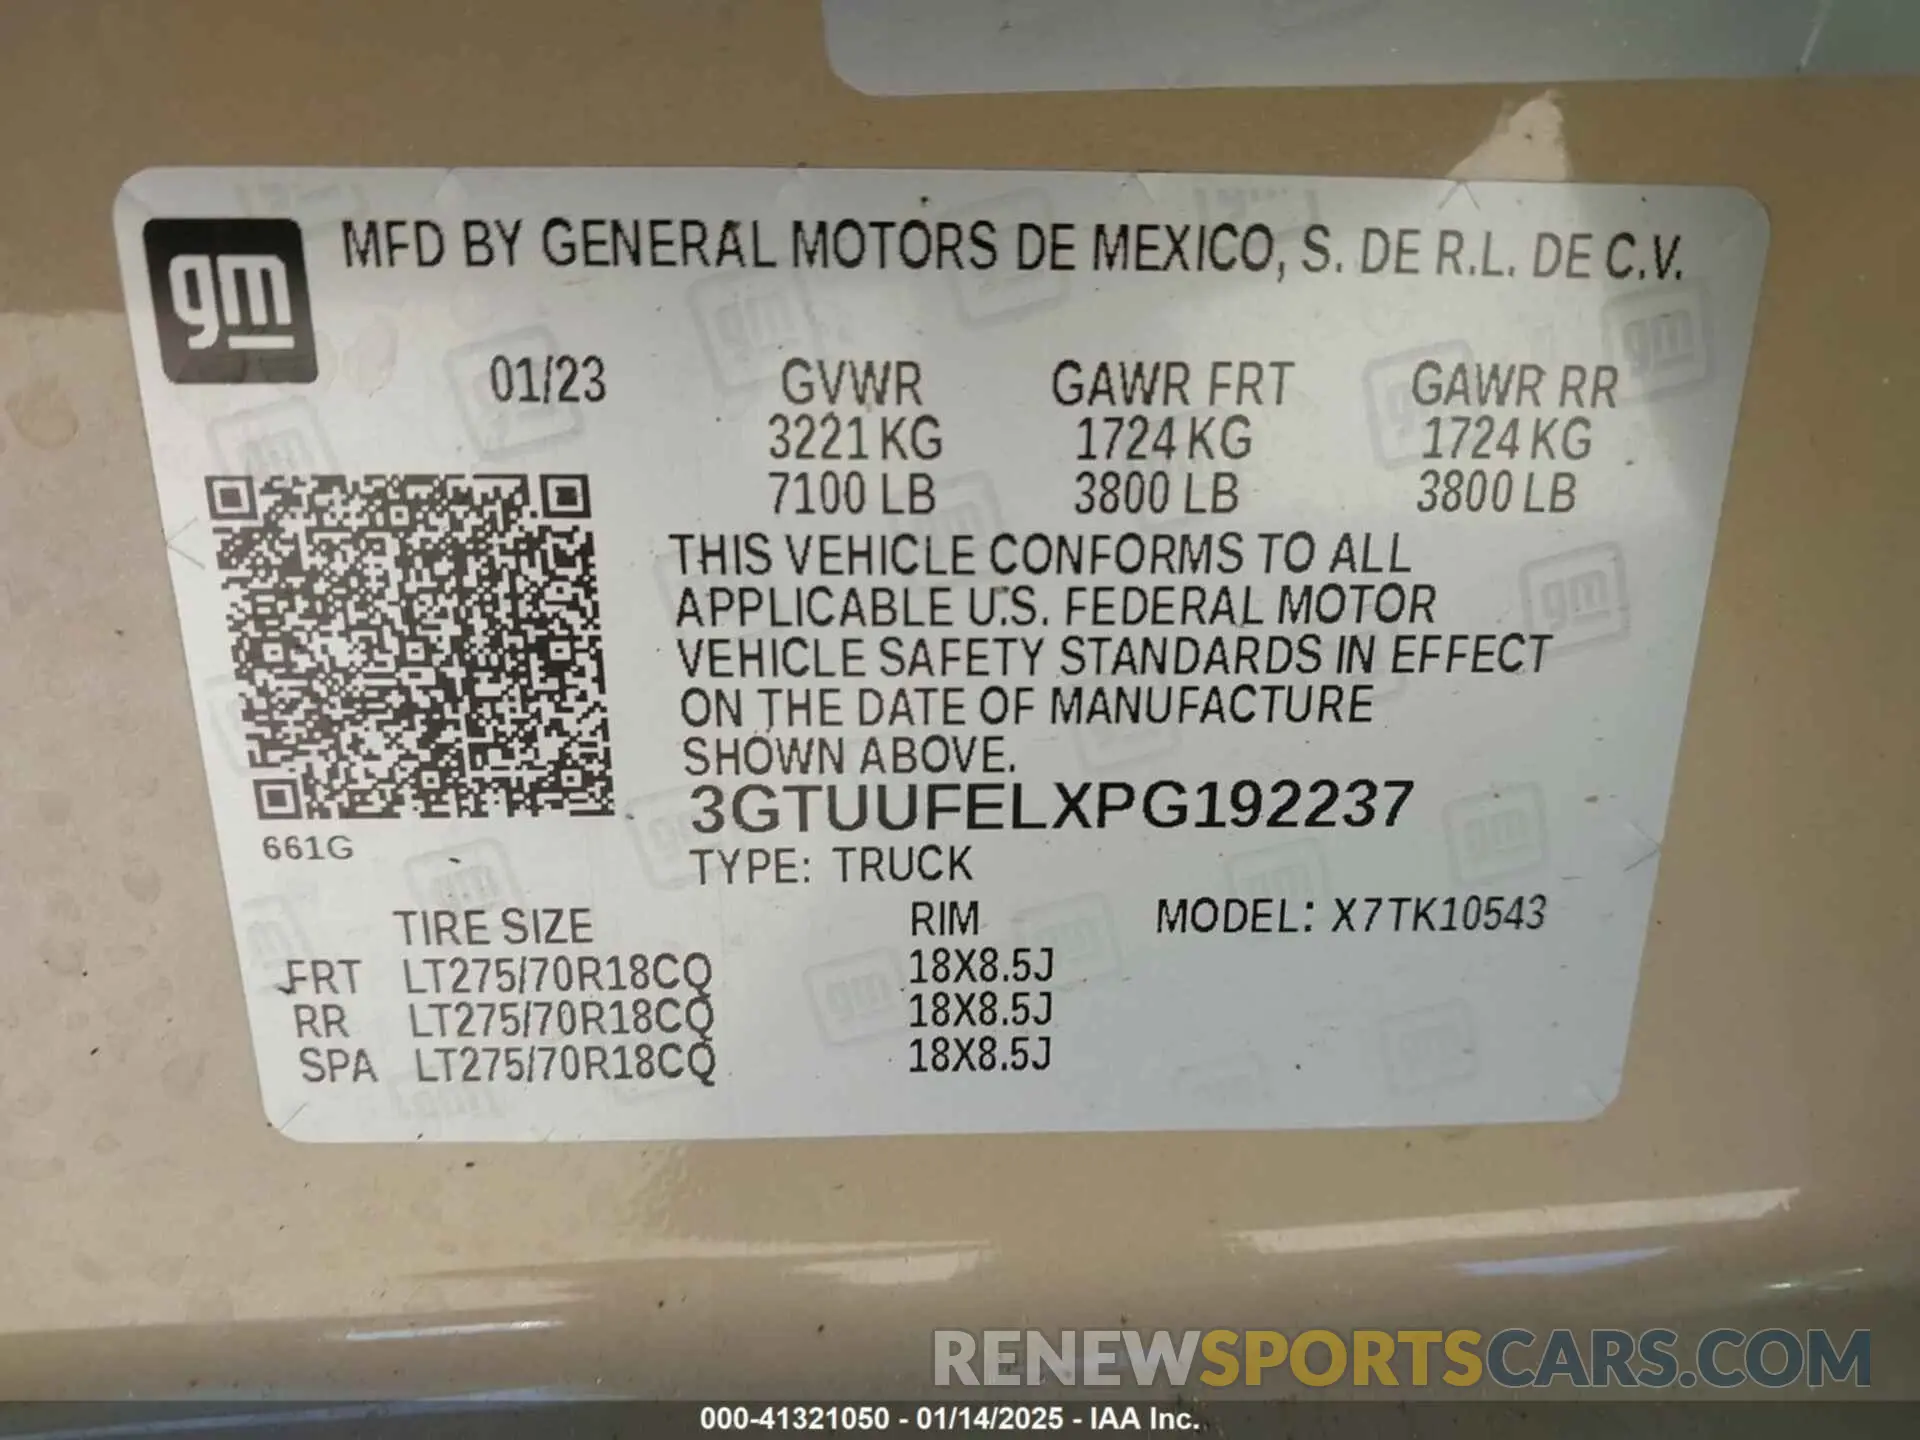 gm
MFD BY GENERAL MOTORS DE MEXICO, S. DE R.L. DE C.V.
01/23 GVWR GAWR FRT GAWR RR
3221 KG 1724 KG 1724 KG
7100 LB 3800 LB 3800 LB
THIS VEHICLE CONFORMS TO ALL
APPLICABLE U.S. FEDERAL MOTOR
VEHICLE SAFETY STANDARDS IN EFFECT
ON THE DATE OF MANUFACTURE
SHOWN ABOVE.
3GTUUFELXPG192237
661G
TYPE: TRUCK
TIRE SIZE RIM MODEL: X7TK10543
FRT LT275/70R18CQ 18X8.5J
RR LT275/70R18CQ 18X8.5J
SPA LT275/70R18CQ 18X8.5J
RENEWSPORTSCARS.COM
000-41321050 - 01/14/2025 - IAA Inc.